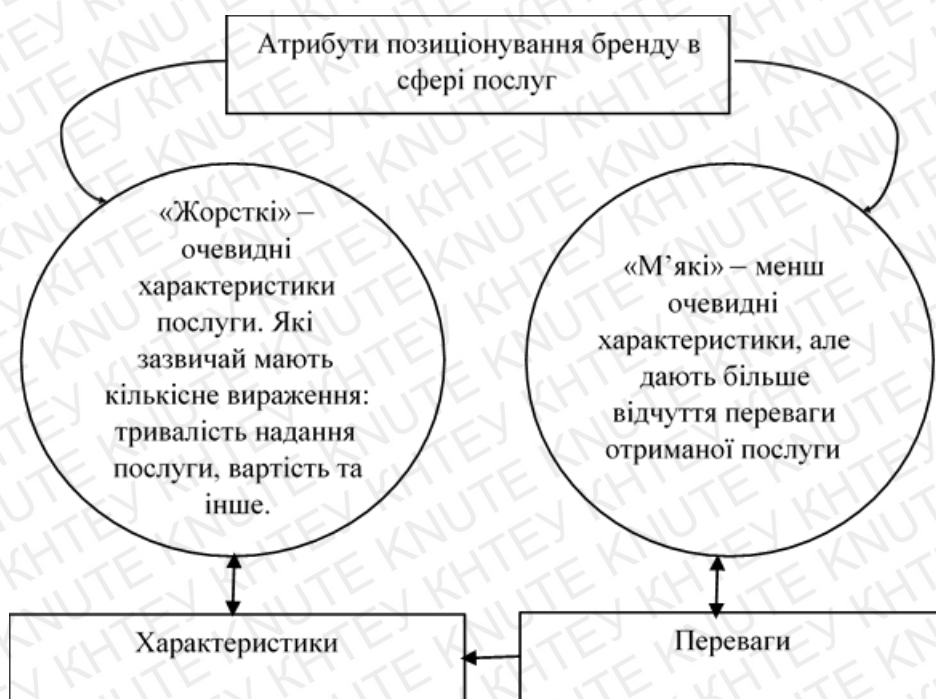 Атрибути позиціонування бренду в
сфері послуг
«Жорсткі» –
очевидні
характеристики
послуги. Які
зазвичай мають
кількісне вираження:
тривалість надання
послуги, вартість та
інше.
«М’які» – менш
очевидні
характеристики, але
дають більше
відчуття переваги
отриманої послуги
Характеристики
Переваги